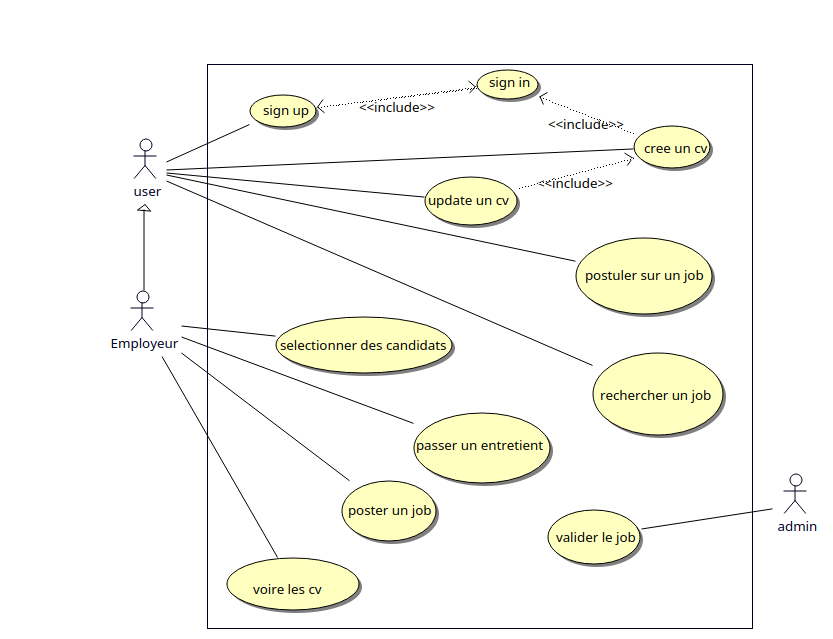 sign in
sign up
<<include>>
<<include>>
cree un cv
<<include>>
user
update un cv
postuler sur un job
Employeur
selectionner des candidats
rechercher un job
passer un entretient
poster un job
admin
valider le job
voire les cv